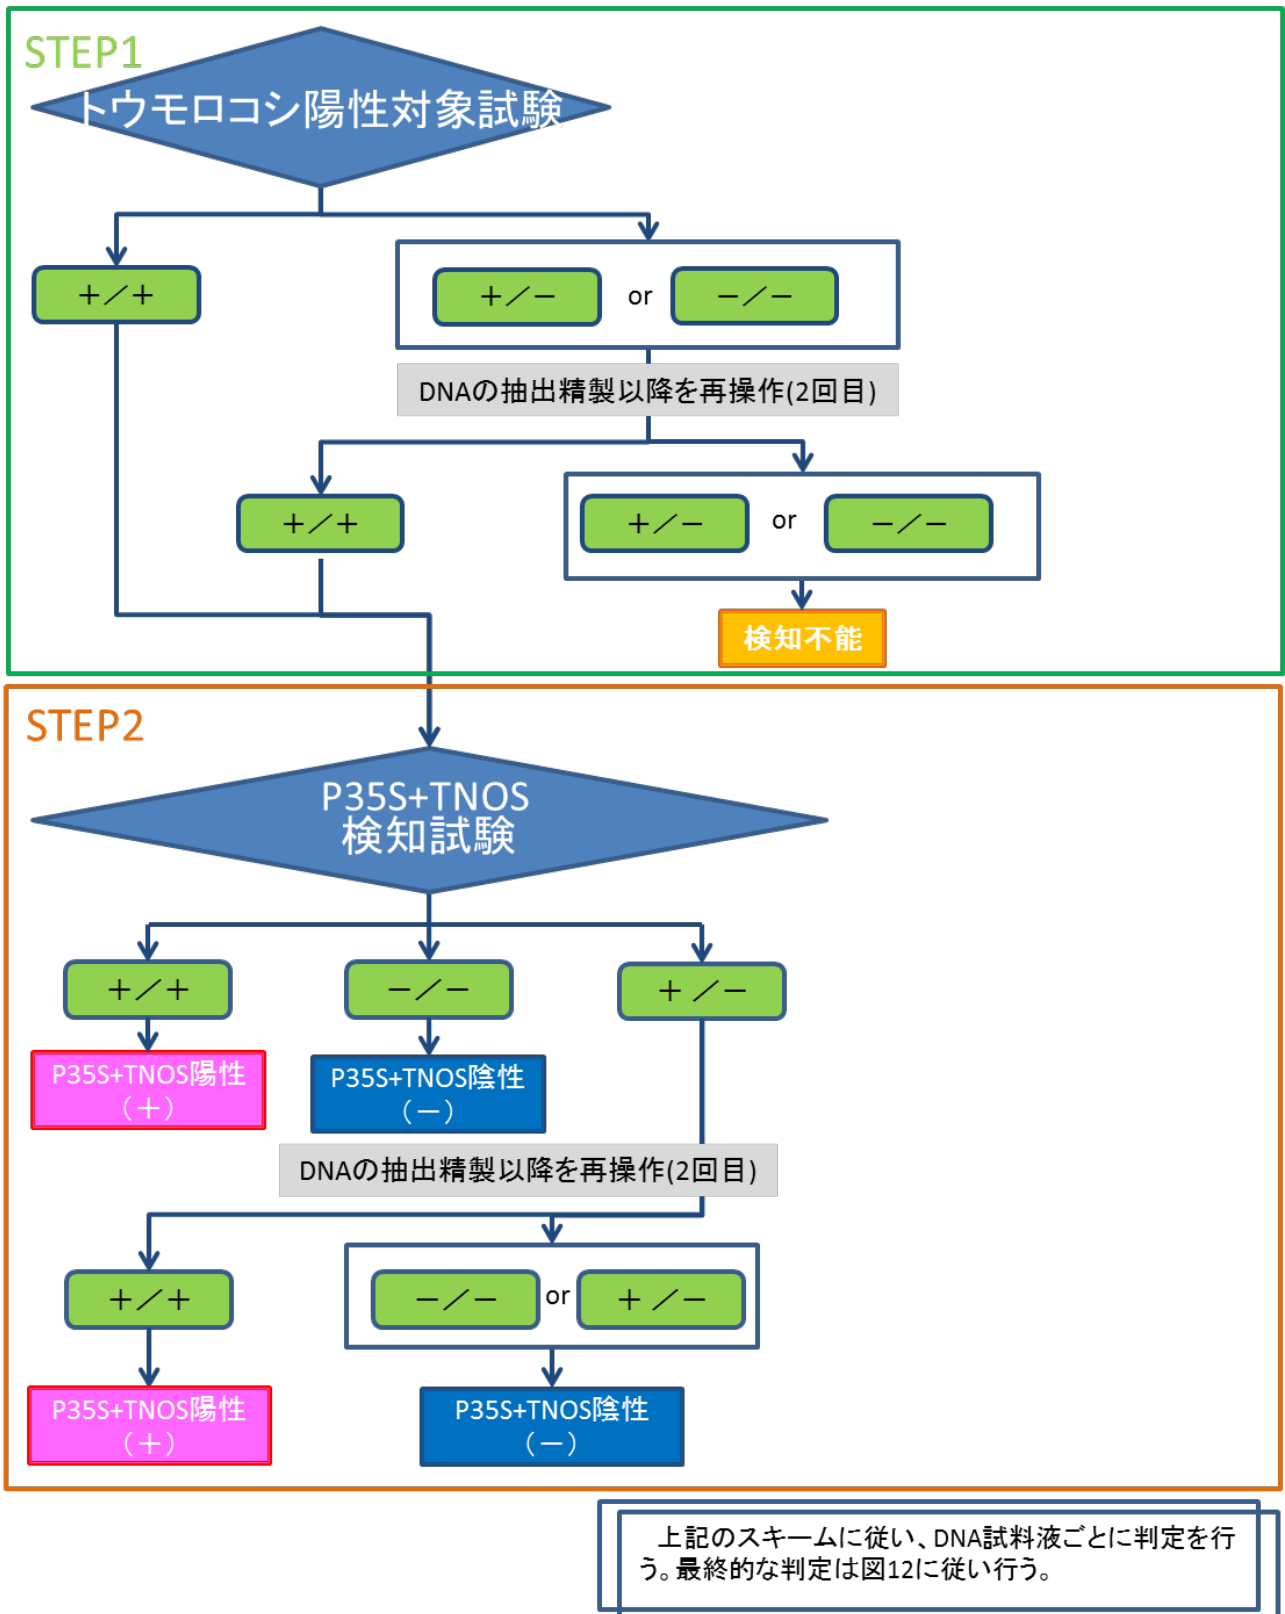 STEP1
トウモロコシ陽性対象試験
＋／＋
＋／－ or －／－
DNAの抽出精製以降を再操作(2回目)
＋／＋
＋／－ or －／－
検知不能
STEP2
P35S+TNOS
検知試験
＋／＋
－／－
＋ ／－
P35S+TNOS陽性
（＋）
P35S+TNOS陰性
（－）
DNAの抽出精製以降を再操作(2回目)
＋／＋
－／－ or ＋ ／－
P35S+TNOS陽性
（＋）
P35S+TNOS陰性
（－）
上記のスキームに従い、DNA試料液ごとに判定を行
う。最終的な判定は図12に従い行う。